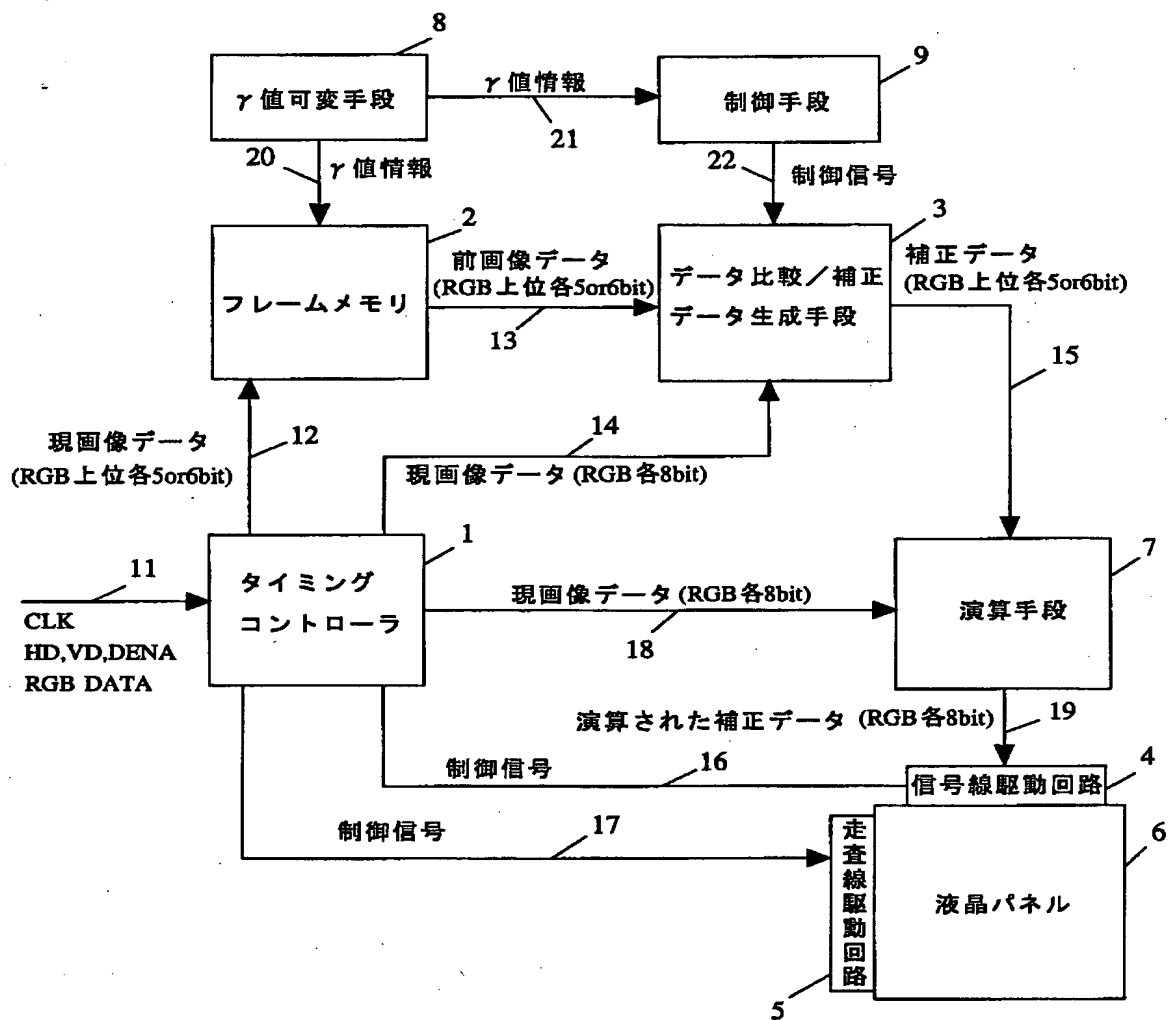 8
γ値可変手段
γ値情報
21
9
制御手段
20
γ値情報
22
制御信号
2
フレームメモリ
前画像データ
(RGB上位各5or6bit)
13
3
データ比較／補正
データ生成手段
補正データ
(RGB上位各5or6bit)
15
現画像データ
(RGB上位各5or6bit)
12
14
現画像データ(RGB各8bit)
11
CLK
HD,VD,DENA
RGB DATA
1
タイミング
コントローラ
現画像データ(RGB各8bit)
18
7
演算手段
演算された補正データ(RGB各8bit)
19
制御信号
16
信号線駆動回路
4
制御信号
17
走査線駆動回路
5
液晶パネル
6